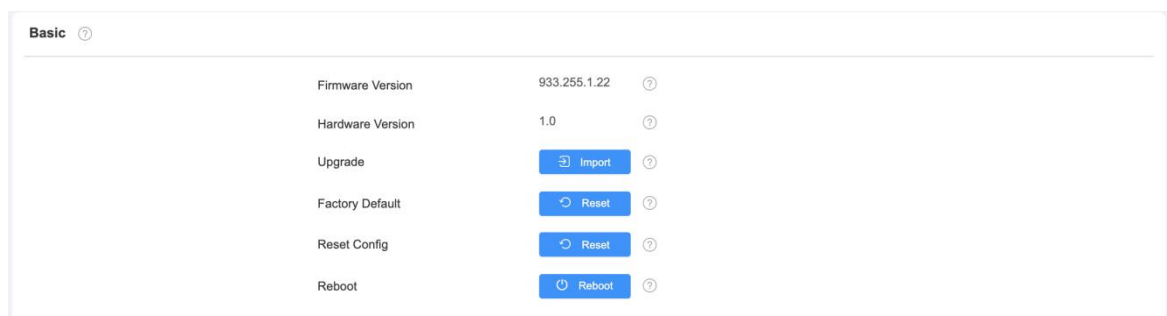 Basic ?
Firmware Version 933.255.1.22 ?
Hardware Version 1.0 ?
Upgrade Import ?
Factory Default Reset ?
Reset Config Reset ?
Reboot Reboot ?